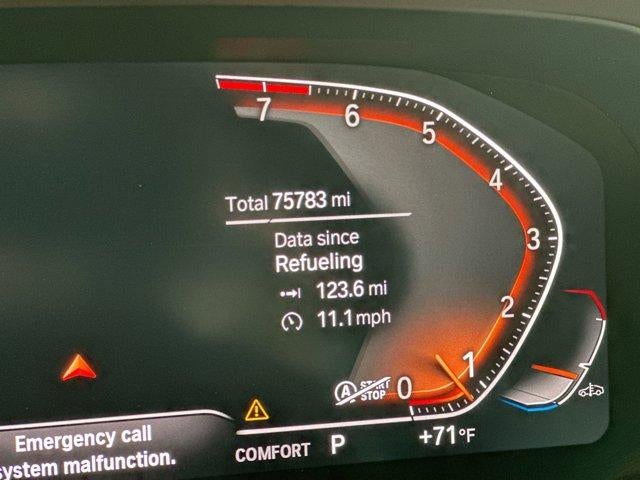 7
6
5
4
3
2
1
0
Total 75783 mi
Data since
Refueling
123.6 mi
11.1 mph
A START
STOP
Emergency call
system malfunction.
COMFORT P +71°F